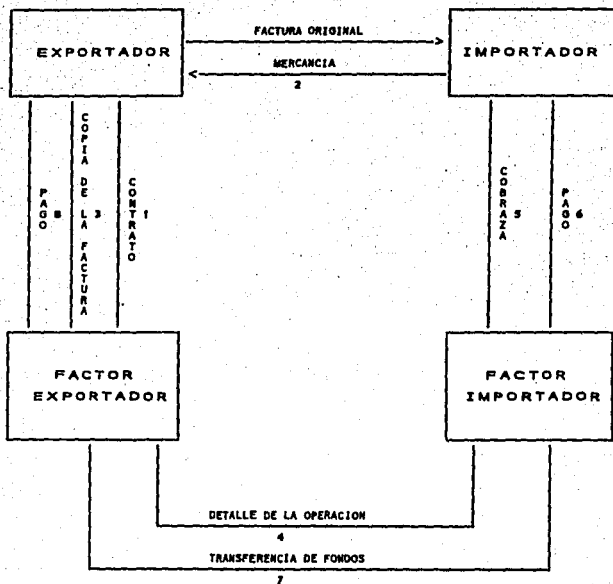 FACTURA ORIGINAL
EXPORTADOR
IMPORTADOR
MERCANCIA
2
PAGO 8
COPIA DE LA FACTURA 3
CONTRATO 1
COBRAZA 5
PAGO 6
FACTOR
EXPORTADOR
FACTOR
IMPORTADOR
DETALLE DE LA OPERACION
4
TRANSFERENCIA DE FONDOS
7